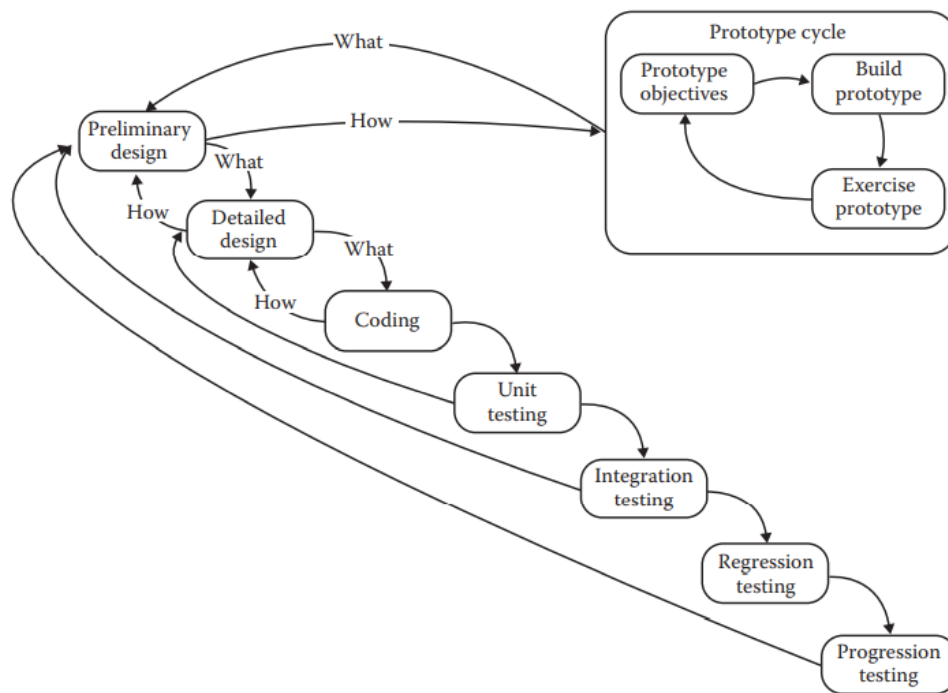 What
Prototype cycle
Prototype
objectives
Build
prototype
Exercise
prototype
How
Preliminary
design
What
How
Detailed
design
What
How
Coding
Unit
testing
Integration
testing
Regression
testing
Progression
testing